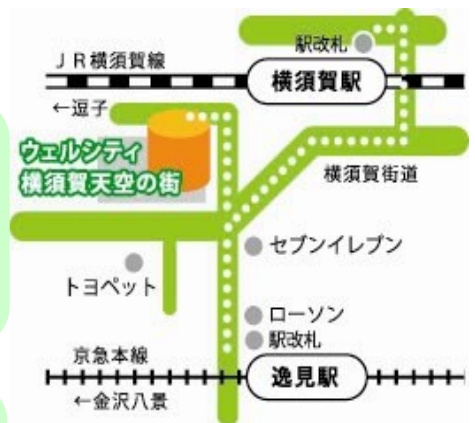 駅改札
ＪＲ横須賀線
横須賀駅
←逗子
ウェルシティ
横須賀天空の街
横須賀街道
セブンイレブン
トヨペット
ローソン
駅改札
京急本線
逸見駅
←金沢八景